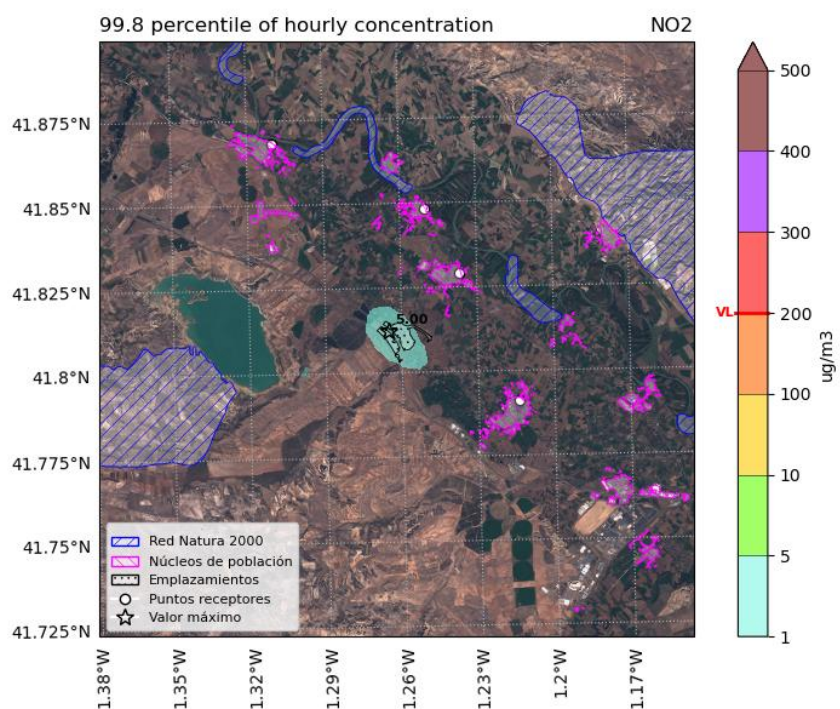 99.8 percentile of hourly concentration NO2
41.875°N
41.85°N
41.825°N
41.8°N
41.775°N
41.75°N
41.725°N
5.00
Red Natura 2000
Núcleos de población
Emplazamientos
Puntos receptores
Valor máximo
1.38°W
1.35°W
1.32°W
1.29°W
1.26°W
1.23°W
1.2°W
1.17°W
500
400
300
VL 200
100
10
5
1
ug/m3